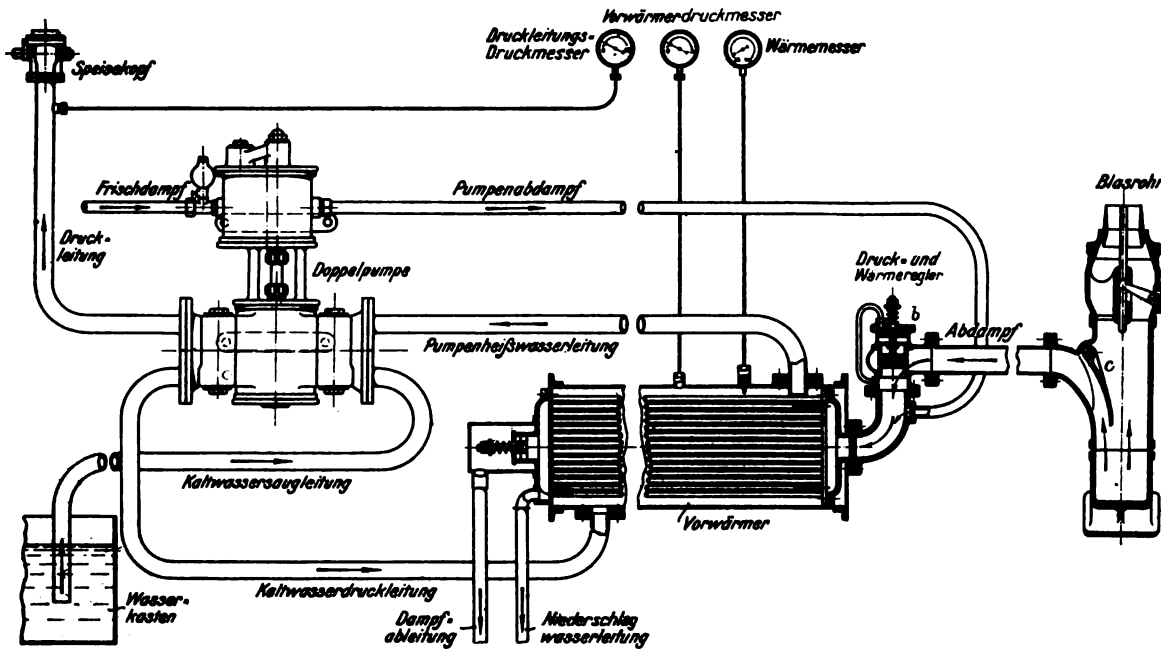 Vorwärmerdruckmesser
Druckleitungs=
Druckmesser
Wärmemesser
Speisekopf
Frischdampf
Pumpenabdampf
Blasrohr
Druck=
leitung
Doppelpumpe
Druck= und
Wärmeregler
b
Abdampf
Pumpenheißwasserleitung
c
Kaltwassersaugleitung
Vorwärmer
Kaltwasserdruckleitung
Wasser=
kasten
Dampf=
ableitung
Niederschlag
wasserleitung